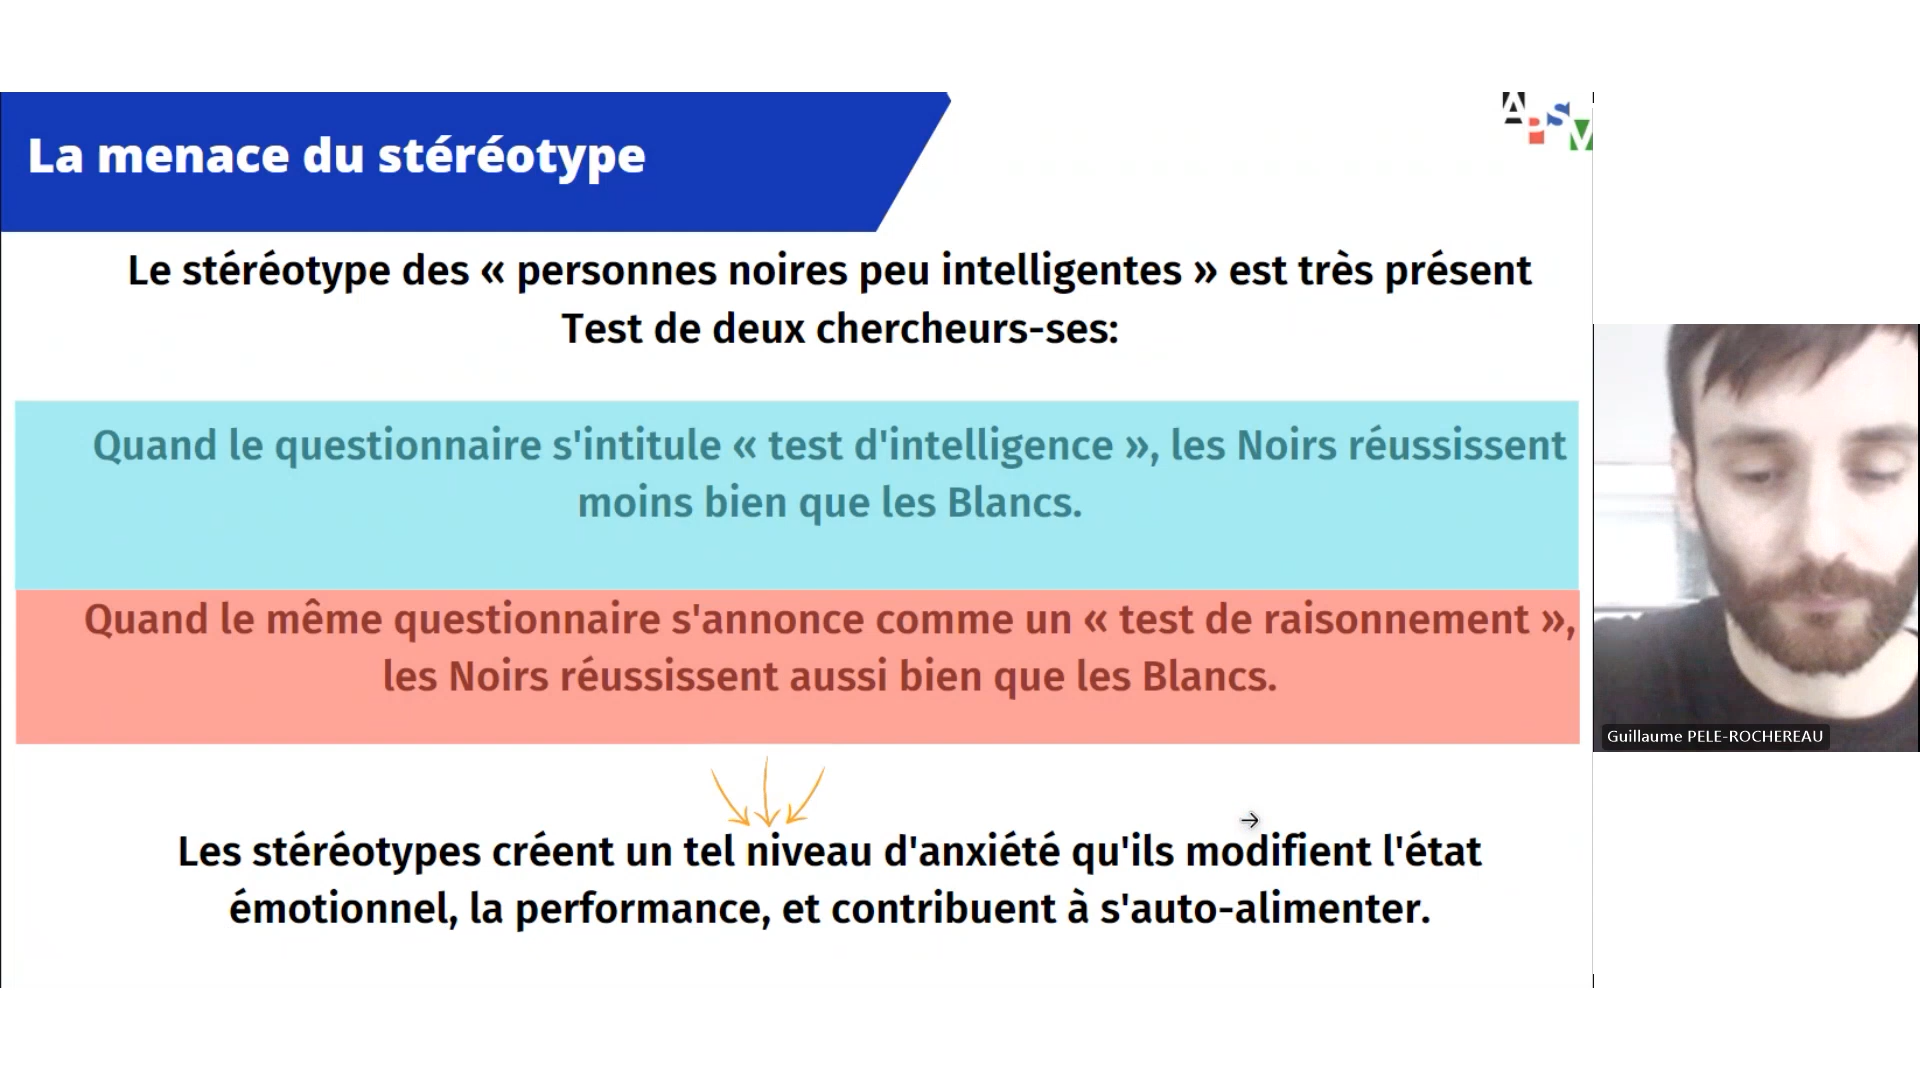 La menace du stéréotype
APSV
Le stéréotype des « personnes noires peu intelligentes » est très présent
Test de deux chercheurs-ses:
Quand le questionnaire s'intitule « test d'intelligence », les Noirs réussissent
moins bien que les Blancs.
Quand le même questionnaire s'annonce comme un « test de raisonnement »,
les Noirs réussissent aussi bien que les Blancs.
Les stéréotypes créent un tel niveau d'anxiété qu'ils modifient l'état
émotionnel, la performance, et contribuent à s'auto-alimenter.
Guillaume PELE-ROCHEREAU